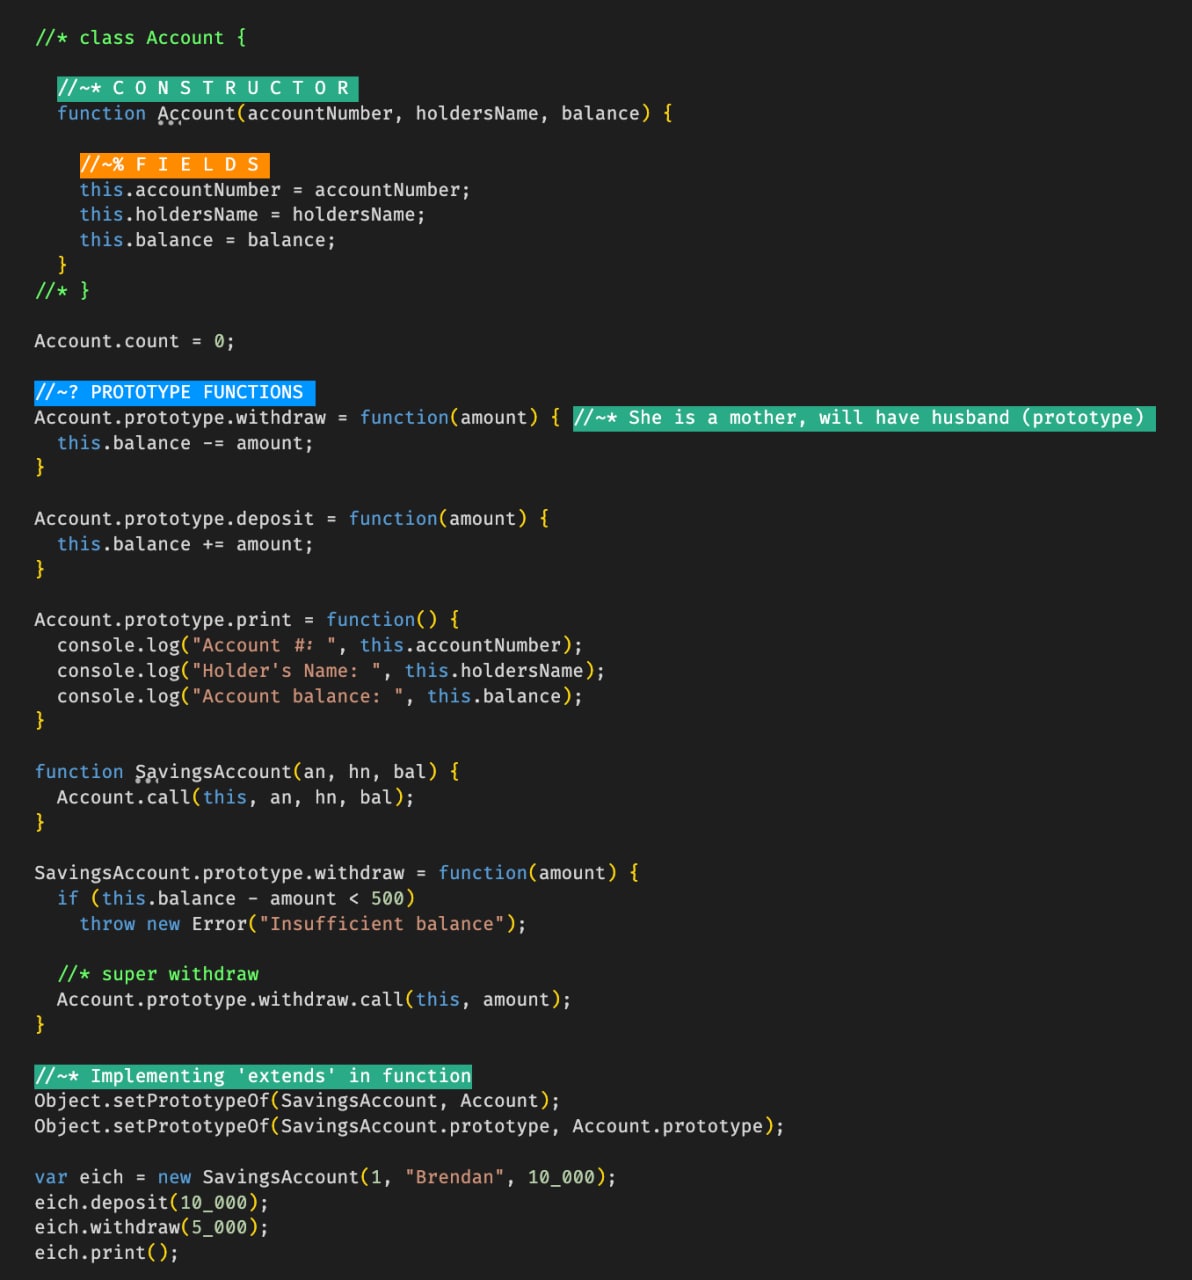 //* class Account {
//~* C O N S T R U C T O R
function Account(accountNumber, holdersName, balance) {
//~% F I E L D S
this.accountNumber = accountNumber;
this.holdersName = holdersName;
this.balance = balance;
}
//* }
Account.count = 0;
//~? PROTOTYPE FUNCTIONS
Account.prototype.withdraw = function(amount) { //~* She is a mother, will have husband (prototype)
this.balance -= amount;
}
Account.prototype.deposit = function(amount) {
this.balance += amount;
}
Account.prototype.print = function() {
console.log("Account #: ", this.accountNumber);
console.log("Holder's Name: ", this.holdersName);
console.log("Account balance: ", this.balance);
}
function SavingsAccount(an, hn, bal) {
Account.call(this, an, hn, bal);
}
SavingsAccount.prototype.withdraw = function(amount) {
if (this.balance - amount < 500)
throw new Error("Insufficient balance");
//* super withdraw
Account.prototype.withdraw.call(this, amount);
}
//~* Implementing 'extends' in function
Object.setPrototypeOf(SavingsAccount, Account);
Object.setPrototypeOf(SavingsAccount.prototype, Account.prototype);
var eich = new SavingsAccount(1, "Brendan", 10_000);
eich.deposit(10_000);
eich.withdraw(5_000);
eich.print();